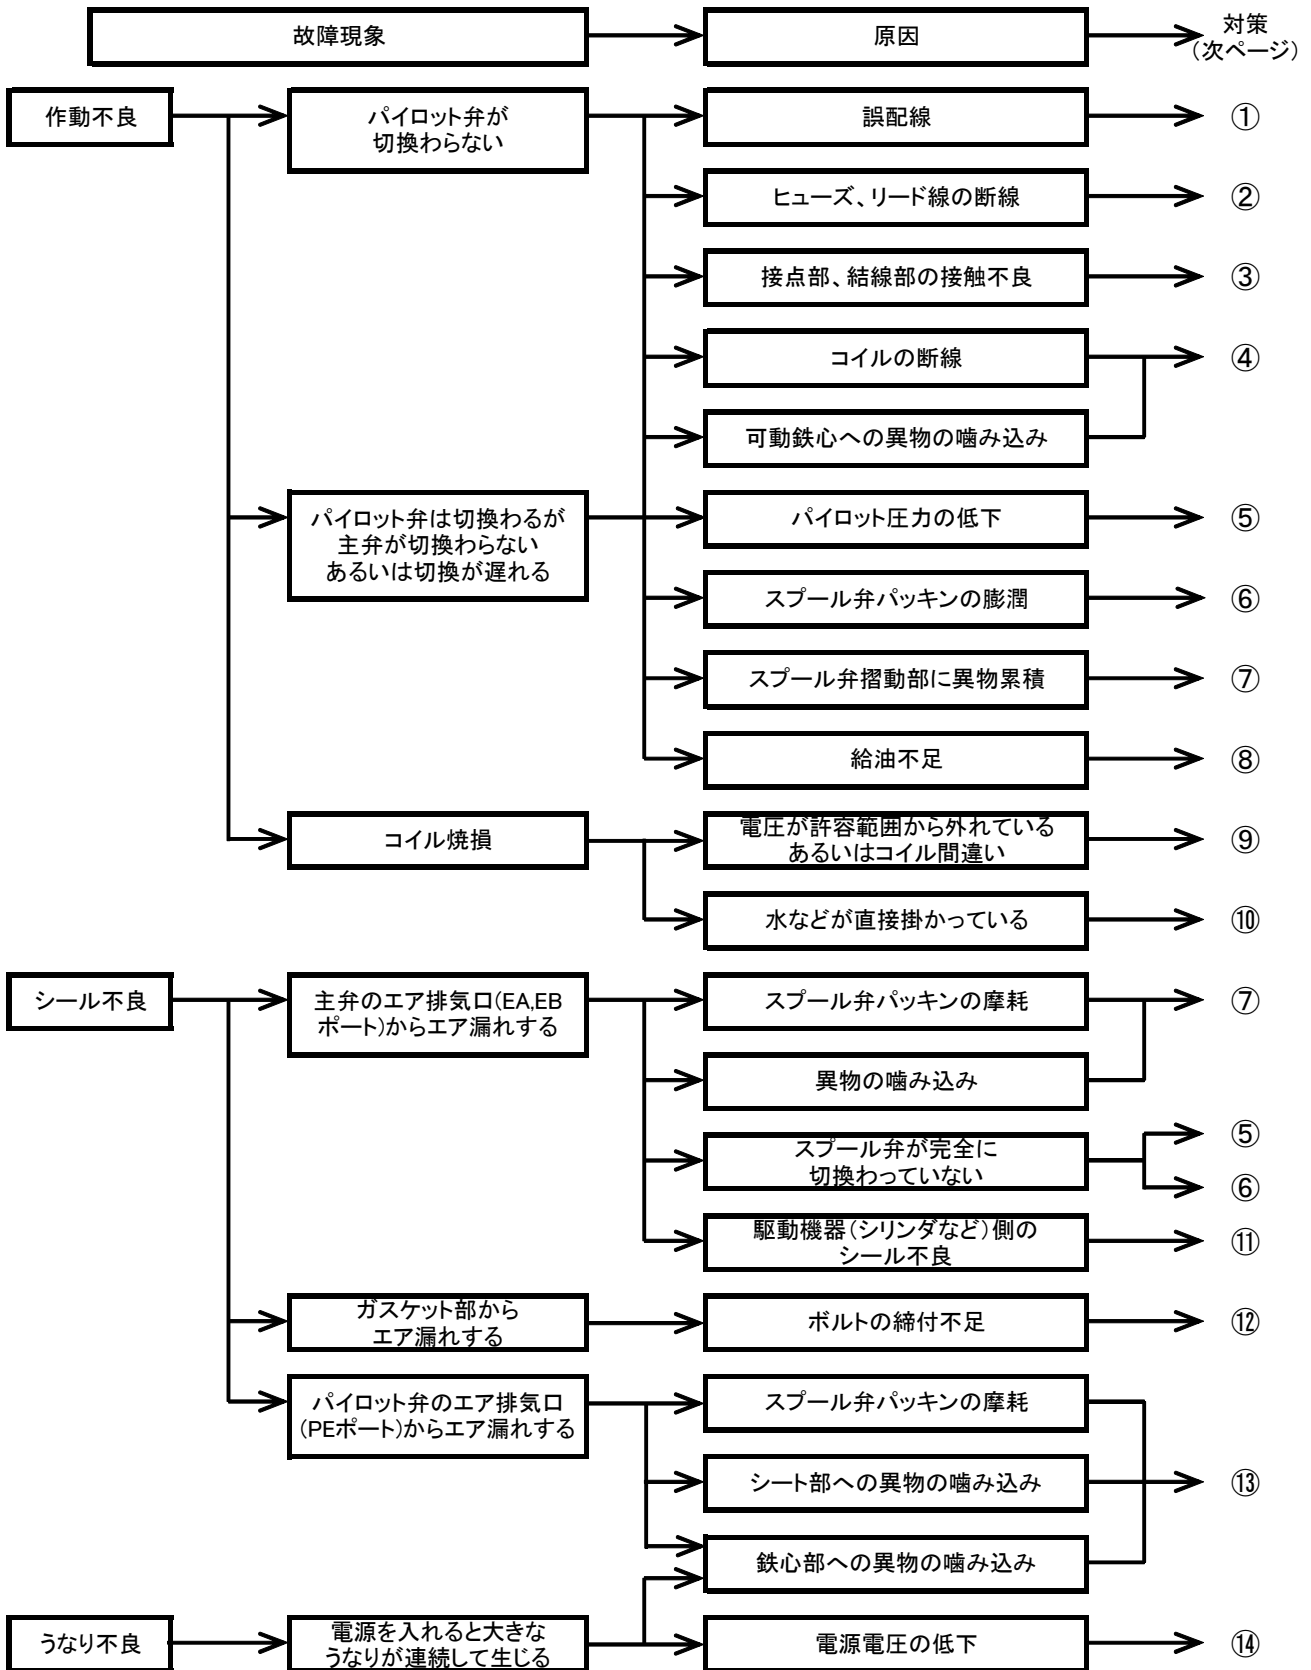 故障現象
原因
対策
(次ページ)
作動不良
パイロット弁が
切換わらない
誤配線
①
ヒューズ、リード線の断線
②
接点部、結線部の接触不良
③
コイルの断線
④
可動鉄心への異物の噛み込み
パイロット弁は切換わるが
主弁が切換わらない
あるいは切換が遅れる
パイロット圧力の低下
⑤
スプール弁パッキンの膨潤
⑥
スプール弁摺動部に異物累積
⑦
給油不足
⑧
コイル焼損
電圧が許容範囲から外れている
あるいはコイル間違い
⑨
水などが直接掛かっている
⑩
シール不良
主弁のエア排気口(EA,EB
ポート)からエア漏れする
スプール弁パッキンの摩耗
⑦
異物の噛み込み
スプール弁が完全に
切換わっていない
⑤
⑥
駆動機器(シリンダなど)側の
シール不良
⑪
ガスケット部から
エア漏れする
ボルトの締付不足
⑫
パイロット弁のエア排気口
(PEポート)からエア漏れする
スプール弁パッキンの摩耗
シート部への異物の噛み込み
⑬
鉄心部への異物の噛み込み
うなり不良
電源を入れると大きな
うなりが連続して生じる
電源電圧の低下
⑭